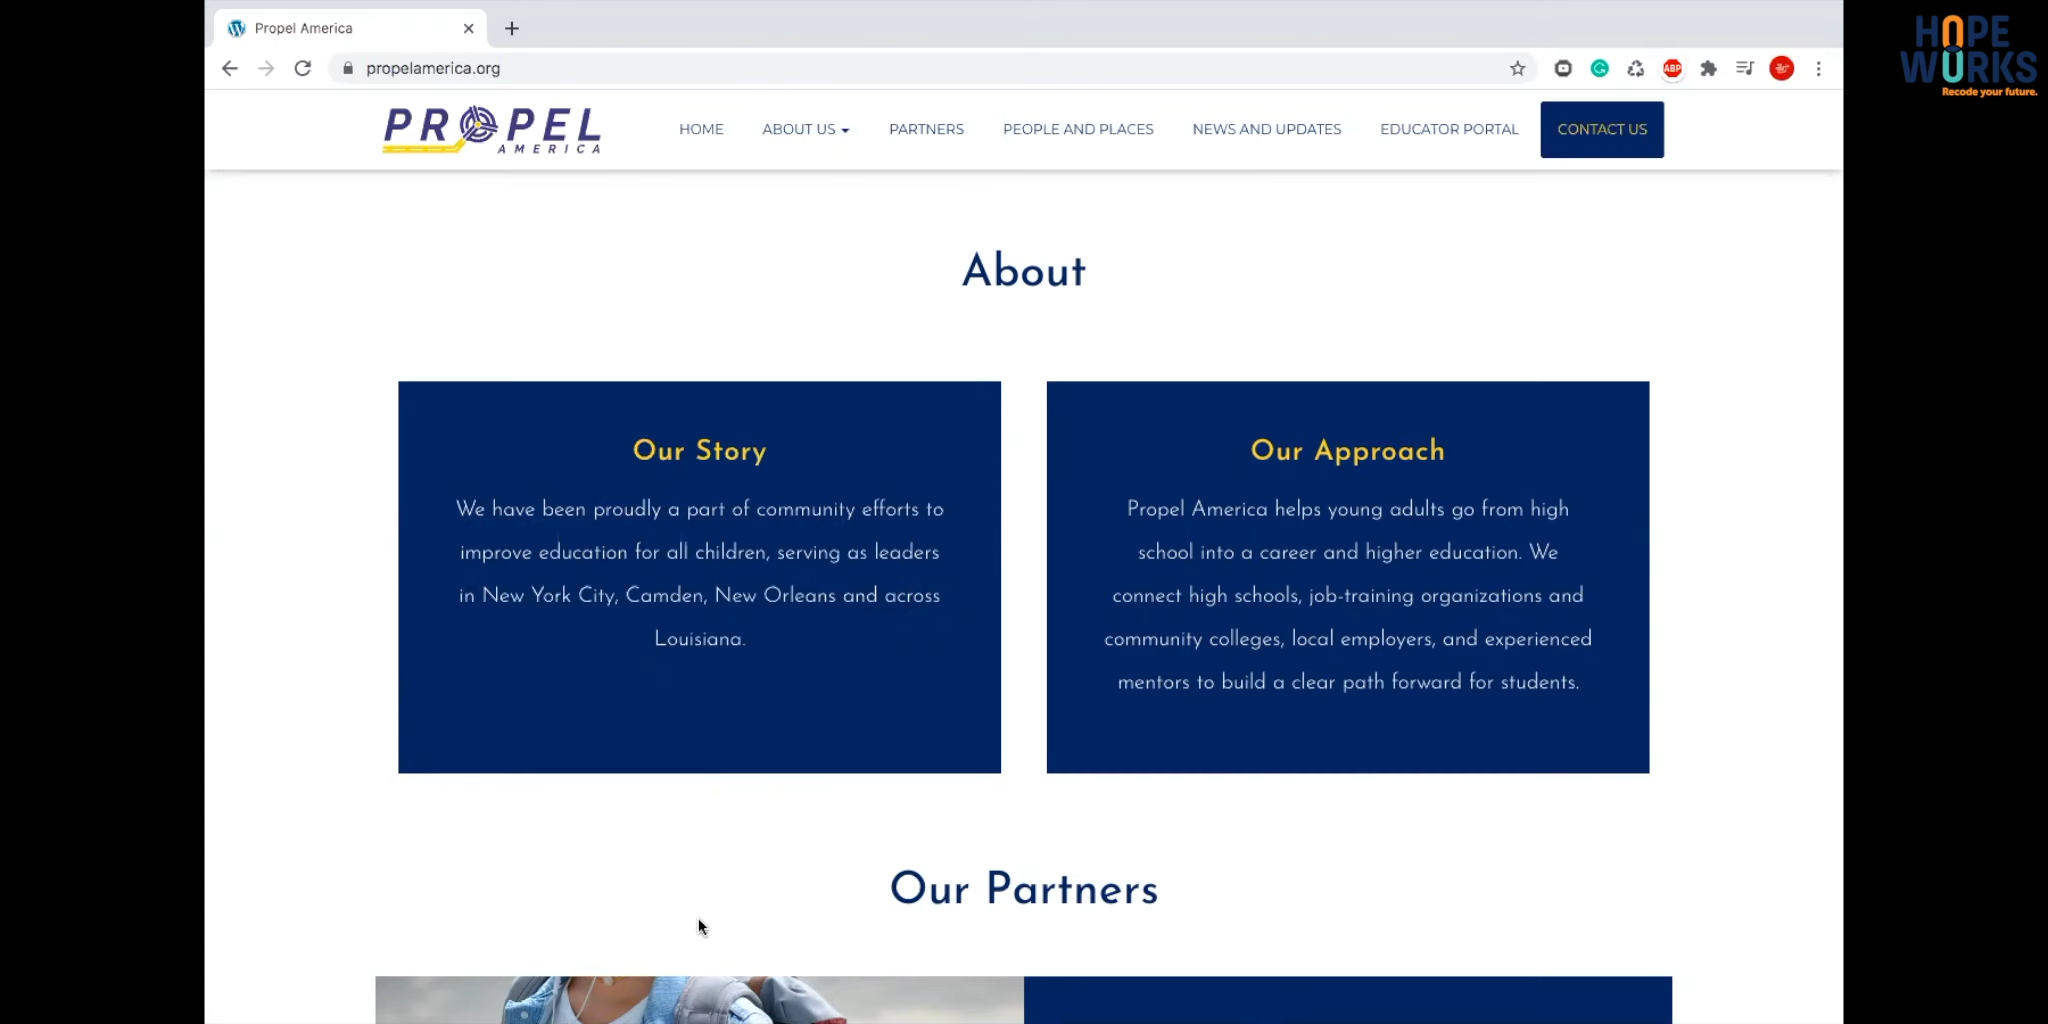 Propel America
propelamerica.org
ABP
HOPE
WORKS
Recode your future.
PROPEL
AMERICA
HOME
ABOUT US
PARTNERS
PEOPLE AND PLACES
NEWS AND UPDATES
EDUCATOR PORTAL
CONTACT US
About
Our Story
We have been proudly a part of community efforts to
improve education for all children, serving as leaders
in New York City, Camden, New Orleans and across
Louisiana.
Our Approach
Propel America helps young adults go from high
school into a career and higher education. We
connect high schools, job-training organizations and
community colleges, local employers, and experienced
mentors to build a clear path forward for students.
Our Partners